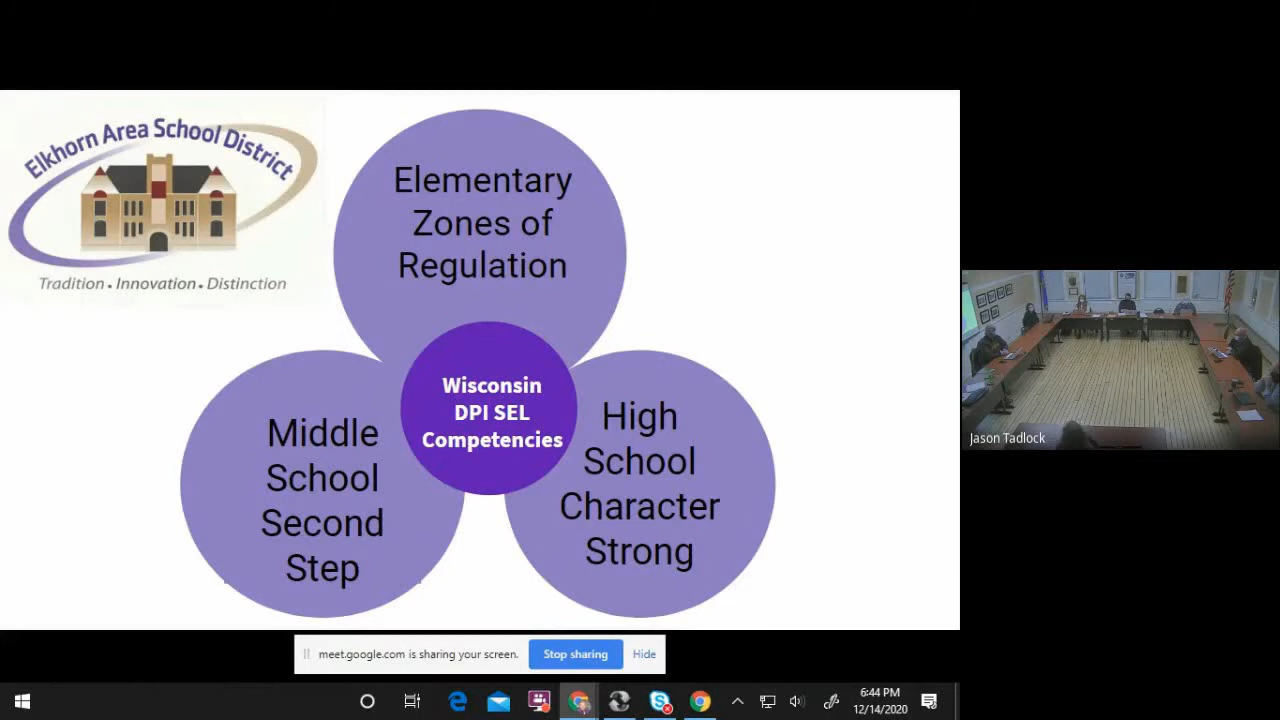 Elkhorn Area School District
Tradition • Innovation • Distinction
Elementary
Zones of
Regulation
Wisconsin
DPI SEL
Competencies
Middle
School
Second
Step
High
School
Character
Strong
Jason Tadlock
meet.google.com is sharing your screen.
Stop sharing
Hide
6:44 PM
12/14/2020